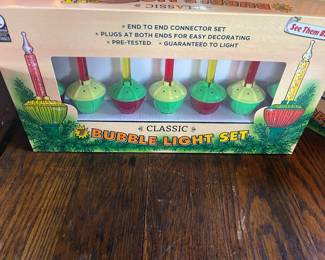 • END TO END CONNECTOR SET
• PLUGS AT BOTH ENDS FOR EASY DECORATING
• PRE-TESTED • GUARANTEED TO LIGHT
See Them
CLASSIC
7 BUBBLE LIGHT SET